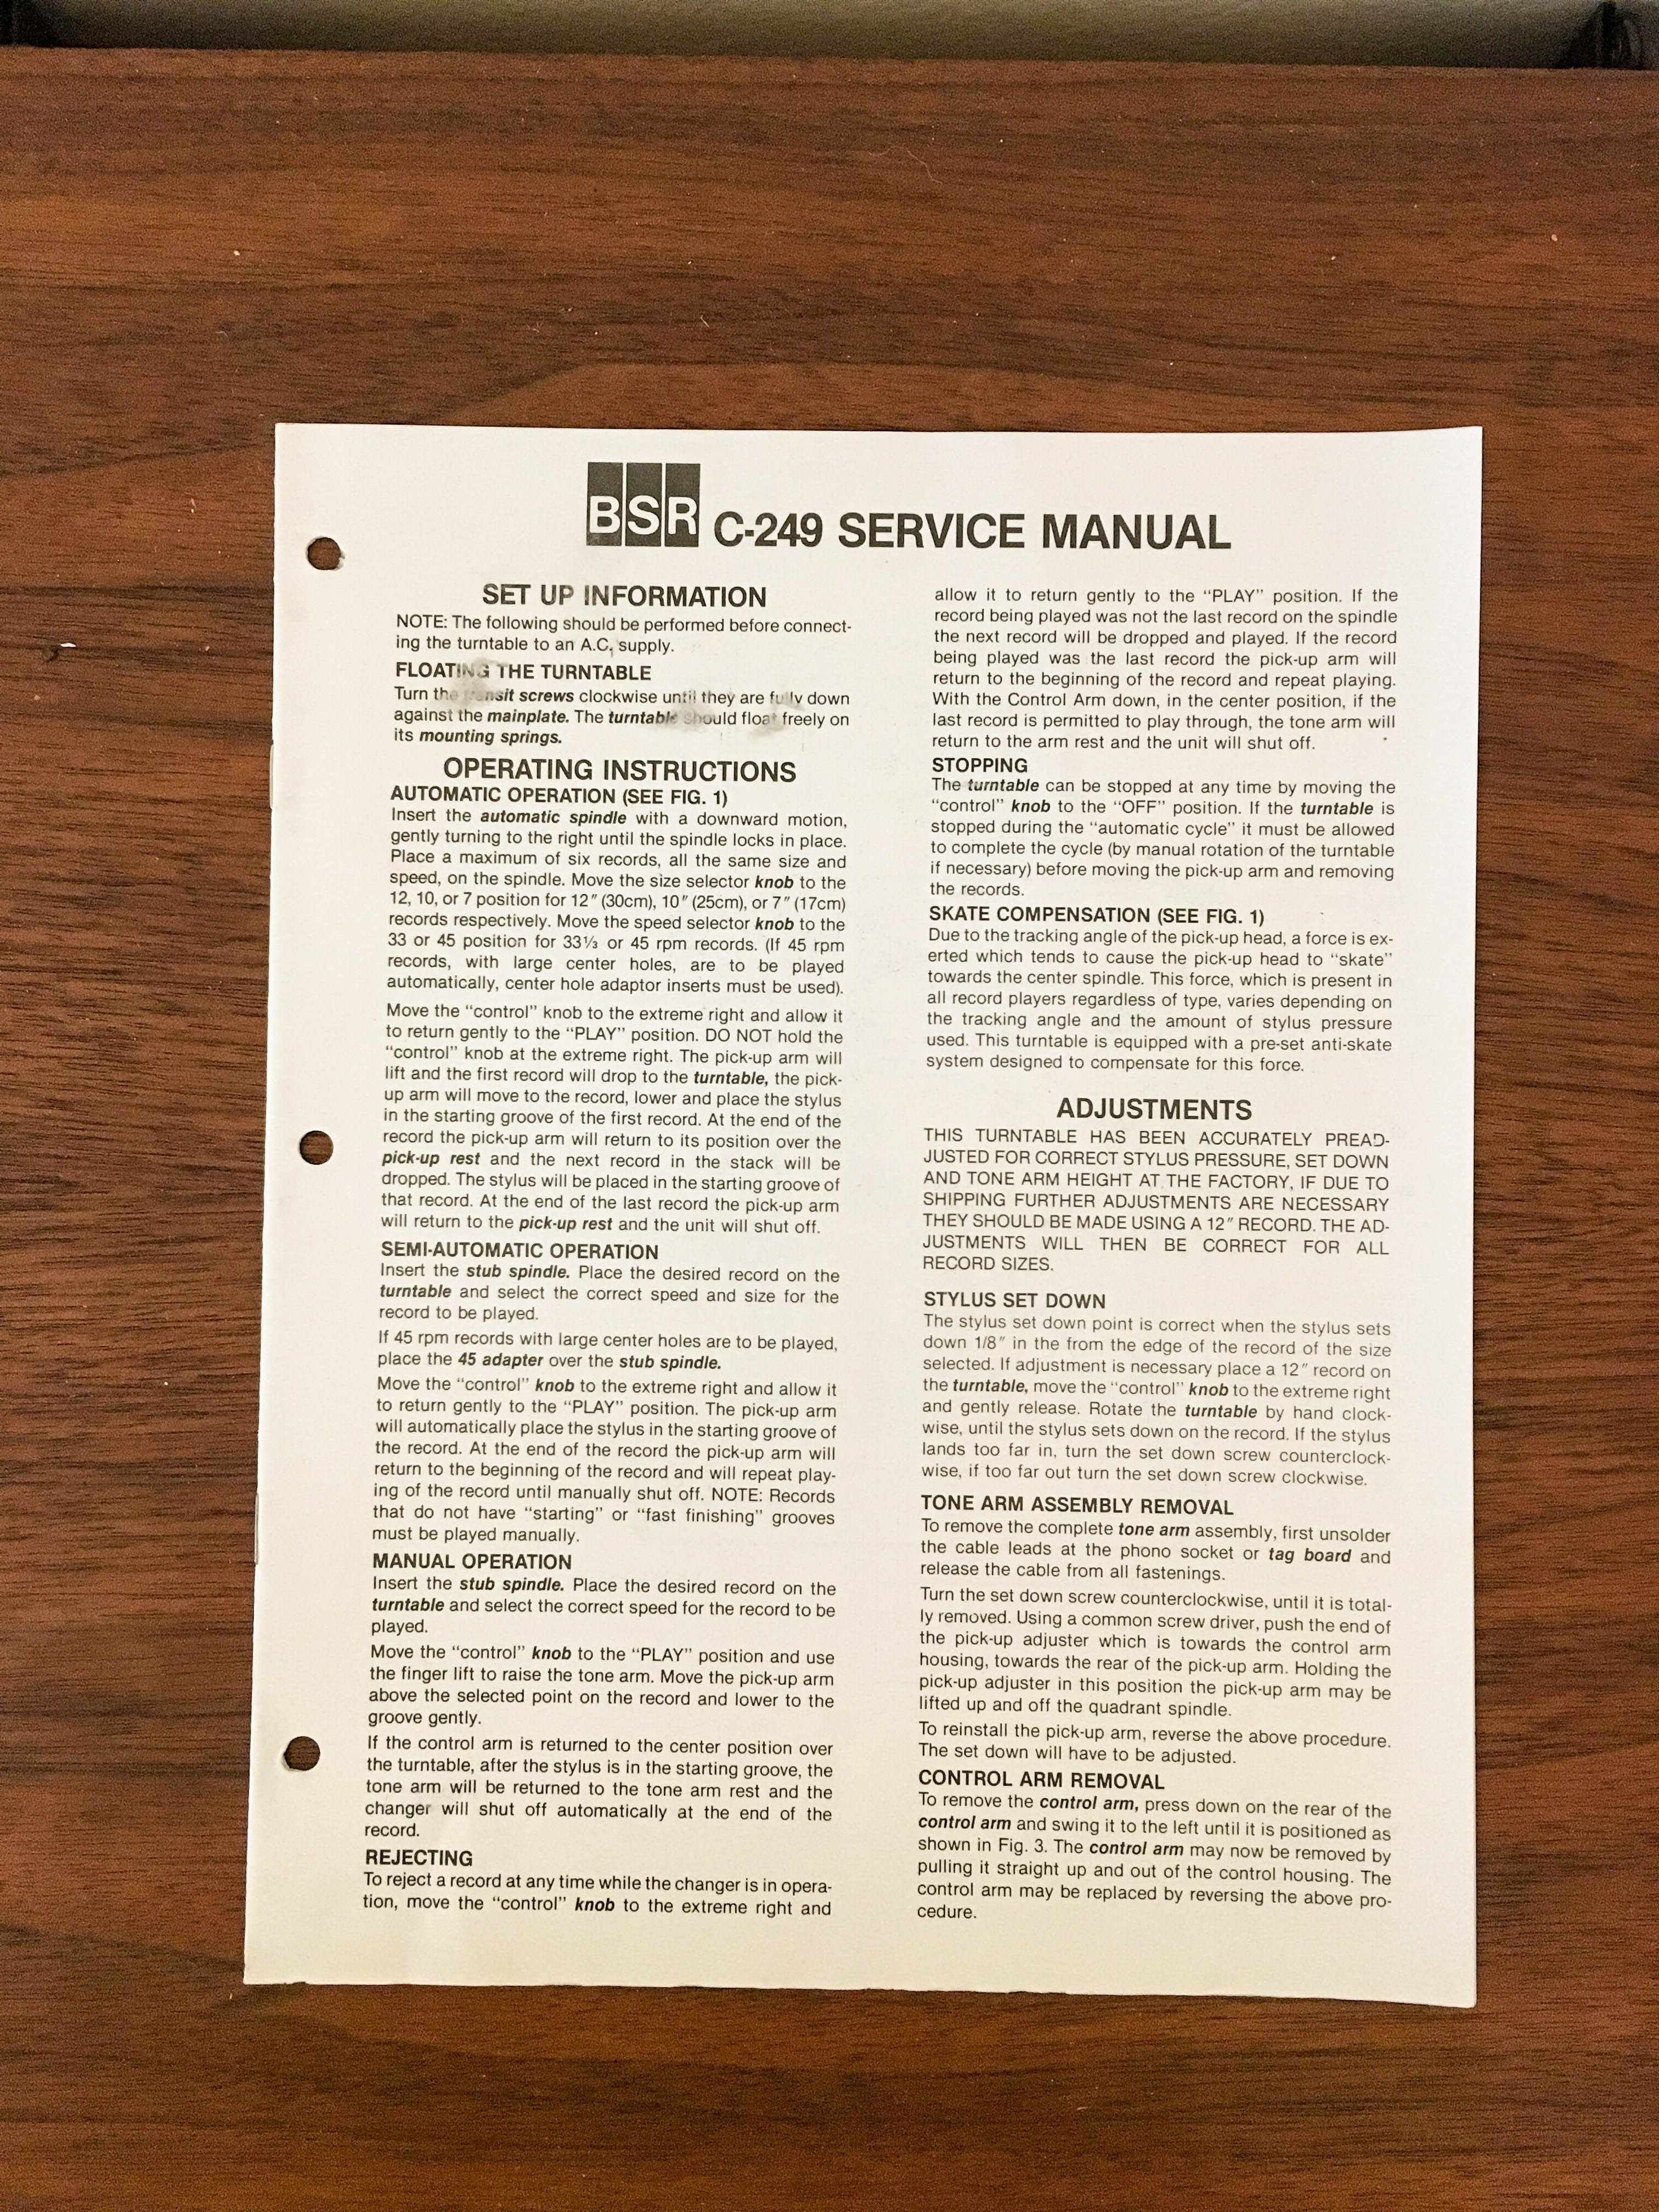 BSR C-249 SERVICE MANUAL
SET UP INFORMATION
NOTE: The following should be performed before connect-
ing the turntable to an A.C. supply.
FLOATING THE TURNTABLE
Turn the transit screws clockwise until they are fully down
against the mainplate. The turntable should float freely on
its mounting springs.
OPERATING INSTRUCTIONS
AUTOMATIC OPERATION (SEE FIG. 1)
Insert the automatic spindle with a downward motion,
gently turning to the right until the spindle locks in place.
Place a maximum of six records, all the same size and
speed, on the spindle. Move the size selector knob to the
12, 10, or 7 position for 12″ (30cm), 10″ (25cm), or 7″ (17cm)
records respectively. Move the speed selector knob to the
33 or 45 position for 33⅓ or 45 rpm records. (If 45 rpm
records, with large center holes, are to be played
automatically, center hole adaptor inserts must be used).
Move the "control" knob to the extreme right and allow it
to return gently to the "PLAY" position. DO NOT hold the
"control" knob at the extreme right. The pick-up arm will
lift and the first record will drop to the turntable, the pick-
up arm will move to the record, lower and place the stylus
in the starting groove of the first record. At the end of the
record the pick-up arm will return to its position over the
pick-up rest and the next record in the stack will be
dropped. The stylus will be placed in the starting groove of
that record. At the end of the last record the pick-up arm
will return to the pick-up rest and the unit will shut off.
SEMI-AUTOMATIC OPERATION
Insert the stub spindle. Place the desired record on the
turntable and select the correct speed and size for the
record to be played.
If 45 rpm records with large center holes are to be played,
place the 45 adapter over the stub spindle.
Move the "control" knob to the extreme right and allow it
to return gently to the "PLAY" position. The pick-up arm
will automatically place the stylus in the starting groove of
the record. At the end of the record the pick-up arm will
return to the beginning of the record and will repeat play-
ing of the record until manually shut off. NOTE: Records
that do not have "starting" or "fast finishing" grooves
must be played manually.
MANUAL OPERATION
Insert the stub spindle. Place the desired record on the
turntable and select the correct speed for the record to be
played.
Move the "control" knob to the "PLAY" position and use
the finger lift to raise the tone arm. Move the pick-up arm
above the selected point on the record and lower to the
groove gently.
If the control arm is returned to the center position over
the turntable, after the stylus is in the starting groove, the
tone arm will be returned to the tone arm rest and the
changer will shut off automatically at the end of the
record.
REJECTING
To reject a record at any time while the changer is in opera-
tion, move the "control" knob to the extreme right and
allow it to return gently to the "PLAY" position. If the
record being played was not the last record on the spindle
the next record will be dropped and played. If the record
being played was the last record the pick-up arm will
return to the beginning of the record and repeat playing.
With the Control Arm down, in the center position, if the
last record is permitted to play through, the tone arm will
return to the arm rest and the unit will shut off.
STOPPING
The turntable can be stopped at any time by moving the
"control" knob to the "OFF" position. If the turntable is
stopped during the "automatic cycle" it must be allowed
to complete the cycle (by manual rotation of the turntable
if necessary) before moving the pick-up arm and removing
the records.
SKATE COMPENSATION (SEE FIG. 1)
Due to the tracking angle of the pick-up head, a force is ex-
erted which tends to cause the pick-up head to "skate"
towards the center spindle. This force, which is present in
all record players regardless of type, varies depending on
the tracking angle and the amount of stylus pressure
used. This turntable is equipped with a pre-set anti-skate
system designed to compensate for this force.
ADJUSTMENTS
THIS TURNTABLE HAS BEEN ACCURATELY PREAD-
JUSTED FOR CORRECT STYLUS PRESSURE, SET DOWN
AND TONE ARM HEIGHT AT THE FACTORY, IF DUE TO
SHIPPING FURTHER ADJUSTMENTS ARE NECESSARY
THEY SHOULD BE MADE USING A 12″ RECORD. THE AD-
JUSTMENTS WILL THEN BE CORRECT FOR ALL
RECORD SIZES.
STYLUS SET DOWN
The stylus set down point is correct when the stylus sets
down 1/8″ in the from the edge of the record of the size
selected. If adjustment is necessary place a 12″ record on
the turntable, move the "control" knob to the extreme right
and gently release. Rotate the turntable by hand clock-
wise, until the stylus sets down on the record. If the stylus
lands too far in, turn the set down screw counterclock-
wise, if too far out turn the set down screw clockwise.
TONE ARM ASSEMBLY REMOVAL
To remove the complete tone arm assembly, first unsolder
the cable leads at the phono socket or tag board and
release the cable from all fastenings.
Turn the set down screw counterclockwise, until it is total-
ly removed. Using a common screw driver, push the end of
the pick-up adjuster which is towards the control arm
housing, towards the rear of the pick-up arm. Holding the
pick-up adjuster in this position the pick-up arm may be
lifted up and off the quadrant spindle.
To reinstall the pick-up arm, reverse the above procedure.
The set down will have to be adjusted.
CONTROL ARM REMOVAL
To remove the control arm, press down on the rear of the
control arm and swing it to the left until it is positioned as
shown in Fig. 3. The control arm may now be removed by
pulling it straight up and out of the control housing. The
control arm may be replaced by reversing the above pro-
cedure.